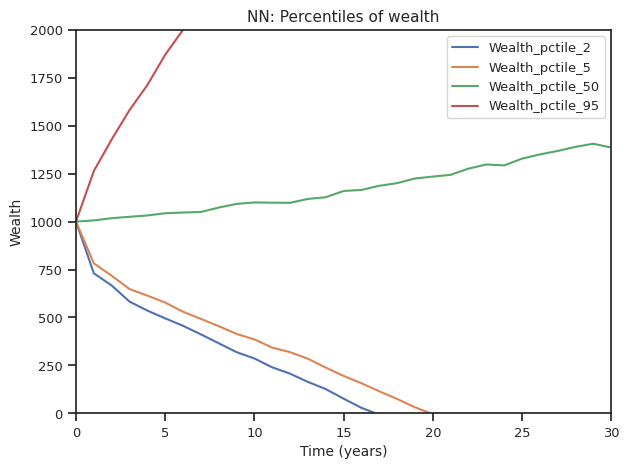 NN: Percentiles of wealth
2000
1750
1500
1250
1000
750
500
250
0
Wealth
Wealth_pctile_2
Wealth_pctile_5
Wealth_pctile_50
Wealth_pctile_95
0 5 10 15 20 25 30
Time (years)